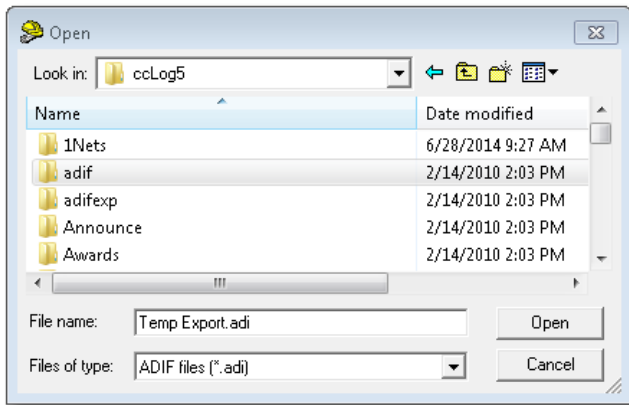 Open
Look in: ccLog5
Name Date modified
1Nets 6/28/2014 9:27 AM
adif 2/14/2010 2:03 PM
adifexp 2/14/2010 2:03 PM
Announce 2/14/2010 2:03 PM
Awards 2/14/2010 2:03 PM
File name: Temp Export.adi Open
Files of type: ADIF files (*.adi) Cancel